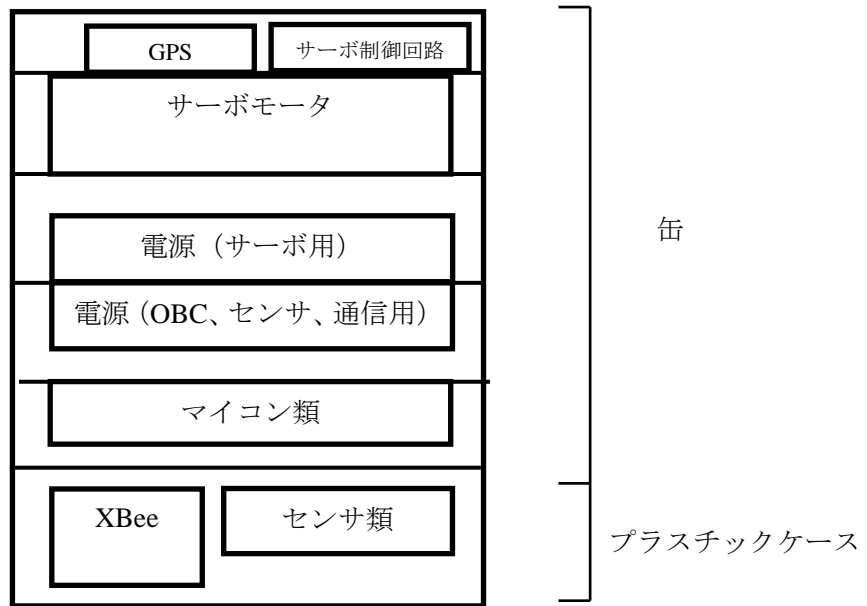 GPS
サーボ制御回路
サーボモータ
缶
電源（サーボ用）
電源（OBC、センサ、通信用）
マイコン類
XBee
センサ類
プラスチックケース